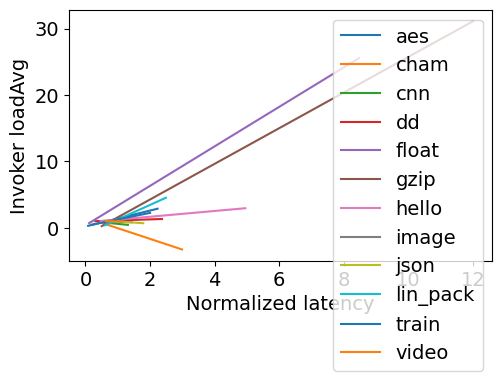 Invoker loadAvg
30
20
10
0
0 2 4 6 8 10 12
Normalized latency
aes
cham
cnn
dd
float
gzip
hello
image
json
lin_pack
train
video